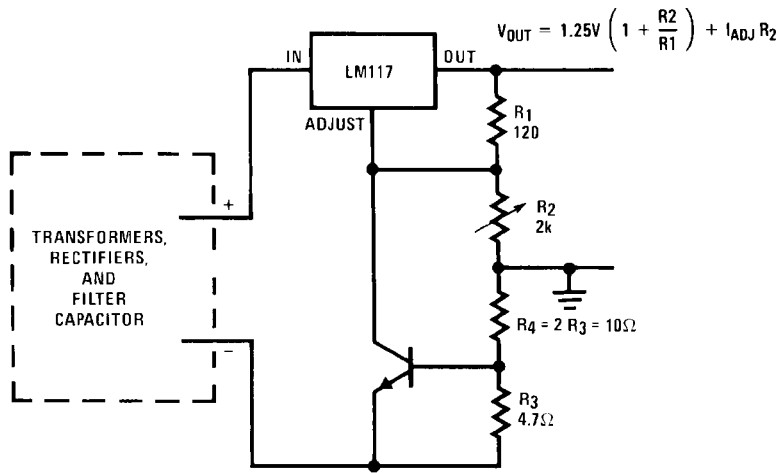 V_OUT = 1.25V (1 + R2/R1) + I_ADJ R2
IN
LM117
OUT
ADJUST
R1
120
R2
2k
+
TRANSFORMERS,
RECTIFIERS,
AND
FILTER
CAPACITOR
−
R4 = 2 R3 = 10Ω
R3
4.7Ω